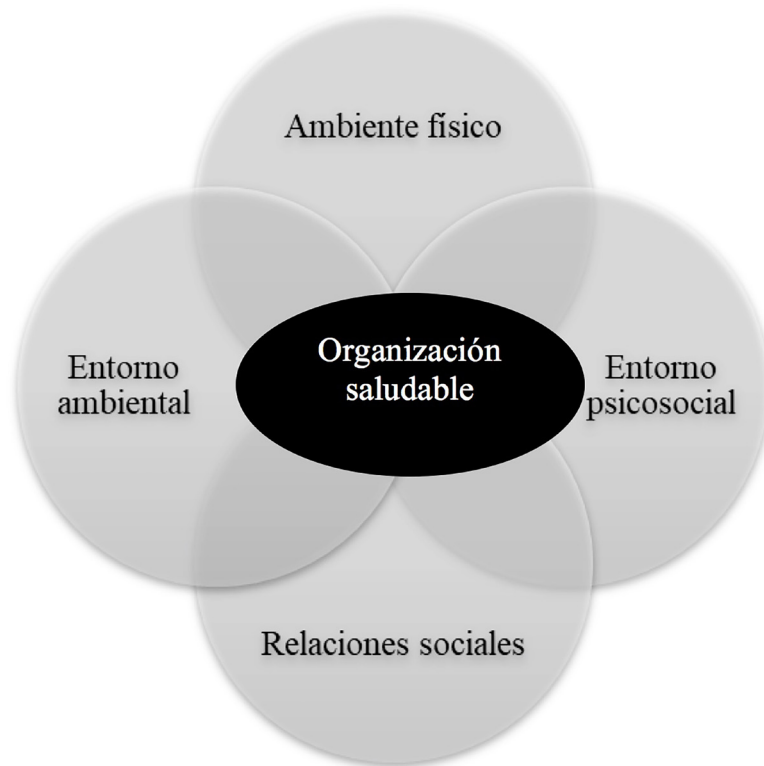 Ambiente físico
Entorno
ambiental
Organización
saludable
Entorno
psicosocial
Relaciones sociales